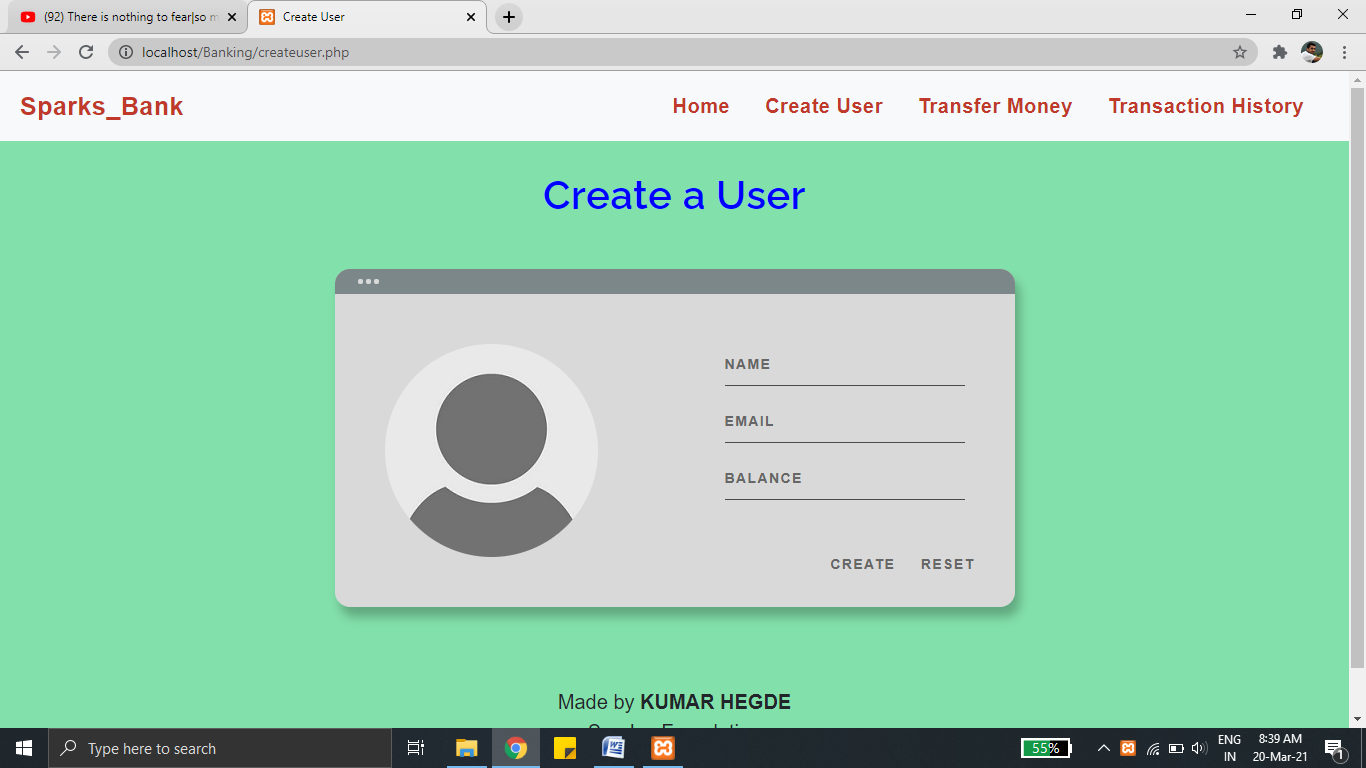 (92) There is nothing to fear|so m
Create User
localhost/Banking/createuser.php
Sparks_Bank
Home
Create User
Transfer Money
Transaction History
Create a User
NAME
EMAIL
BALANCE
CREATE
RESET
Made by KUMAR HEGDE
Type here to search
55%
ENG
IN
8:39 AM
20-Mar-21
1